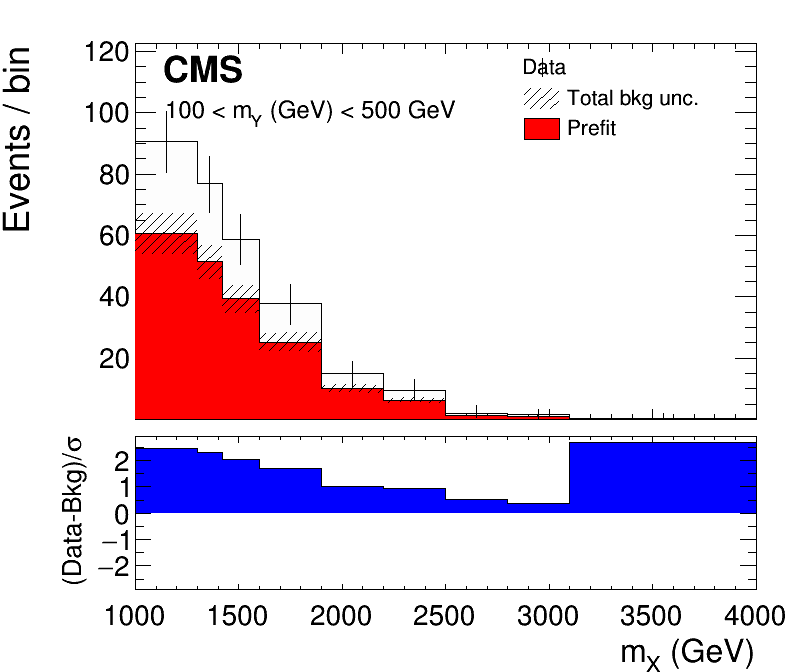 Events / bin
120
100
80
60
40
20
CMS
100 < m_Y (GeV) < 500 GeV
Data
Total bkg unc.
Prefit
(Data-Bkg)/σ
2
1
0
−1
−2
1000 1500 2000 2500 3000 3500 4000
m_X (GeV)